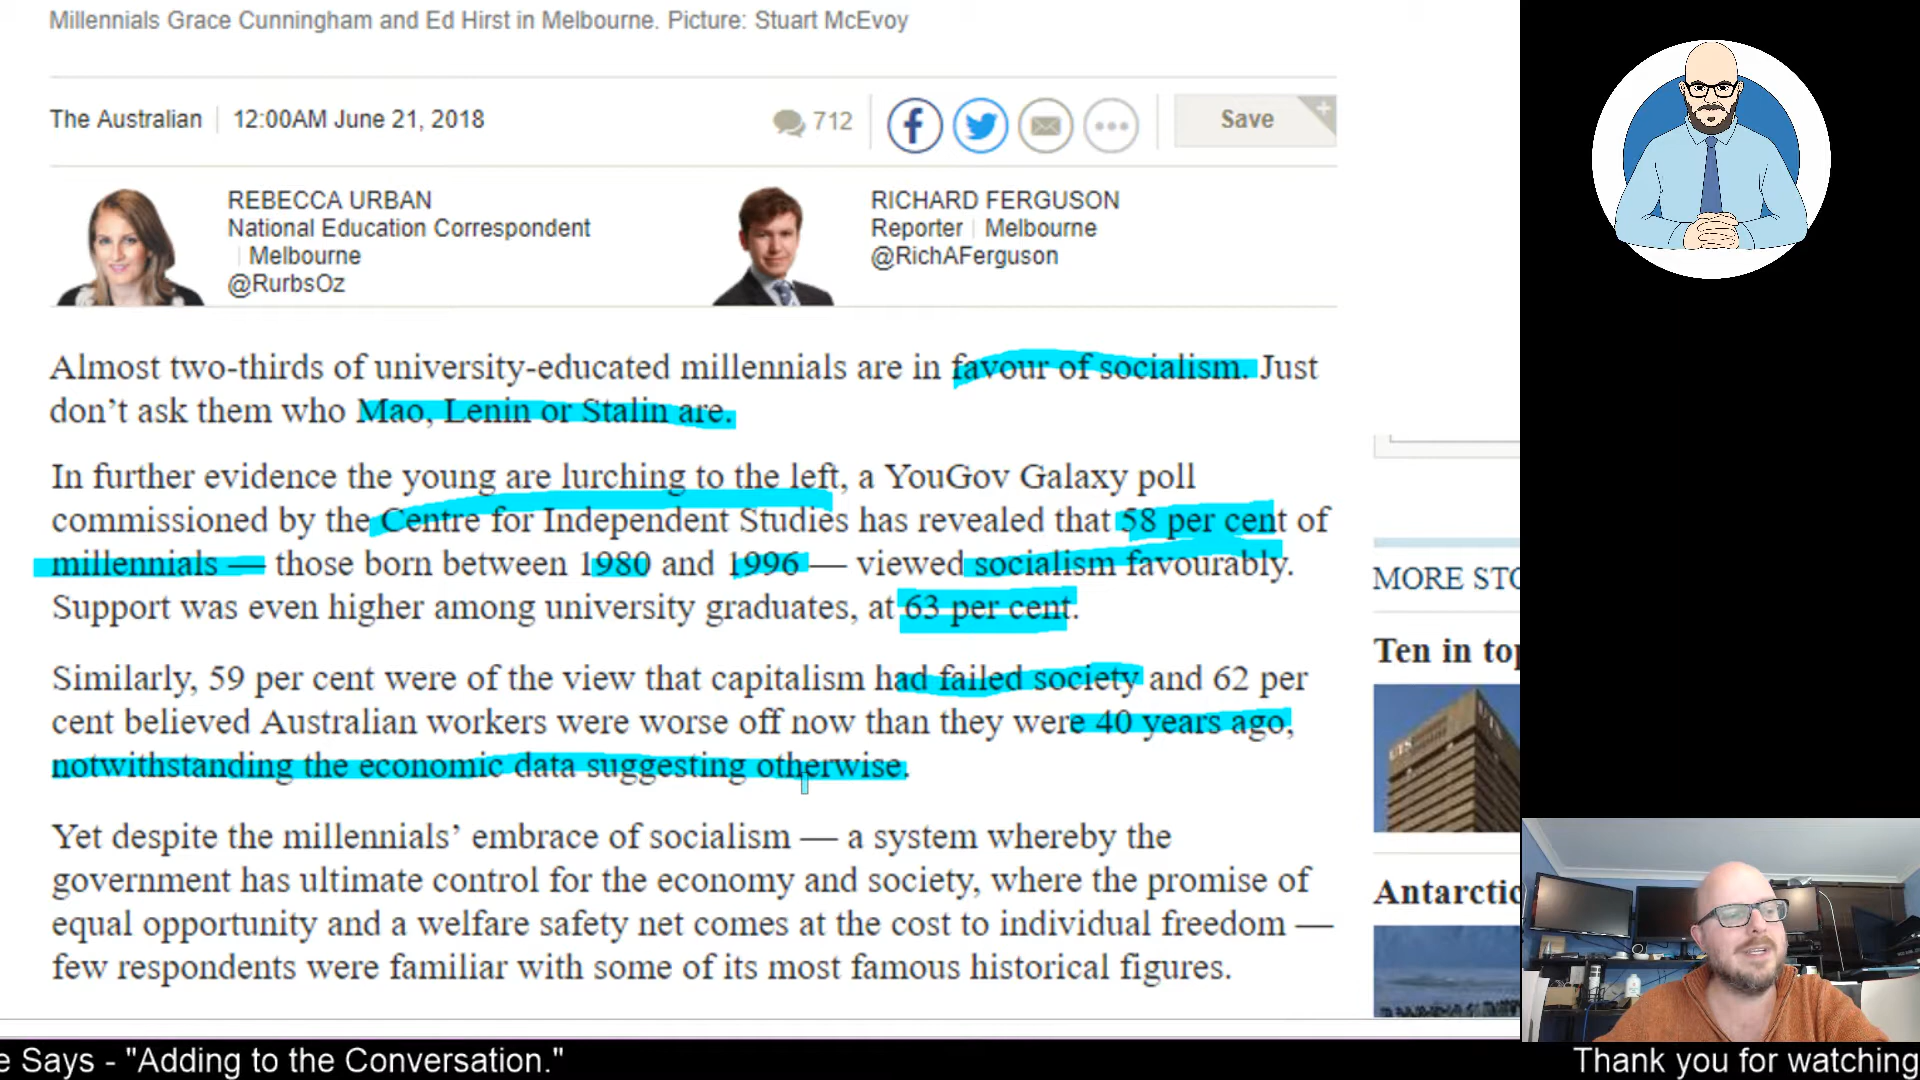 Millennials Grace Cunningham and Ed Hirst in Melbourne. Picture: Stuart McEvoy
The Australian | 12:00AM June 21, 2018
712
Save
REBECCA URBAN
National Education Correspondent
| Melbourne
@RurbsOz
RICHARD FERGUSON
Reporter | Melbourne
@RichAFerguson
Almost two-thirds of university-educated millennials are in favour of socialism. Just
don’t ask them who Mao, Lenin or Stalin are.
In further evidence the young are lurching to the left, a YouGov Galaxy poll
commissioned by the Centre for Independent Studies has revealed that 58 per cent of
millennials — those born between 1980 and 1996 — viewed socialism favourably.
Support was even higher among university graduates, at 63 per cent.
Similarly, 59 per cent were of the view that capitalism had failed society and 62 per
cent believed Australian workers were worse off now than they were 40 years ago,
notwithstanding the economic data suggesting otherwise.
Yet despite the millennials’ embrace of socialism — a system whereby the
government has ultimate control for the economy and society, where the promise of
equal opportunity and a welfare safety net comes at the cost to individual freedom —
few respondents were familiar with some of its most famous historical figures.
MORE STO
Ten in top
Antarctic
e Says - "Adding to the Conversation."
Thank you for watching